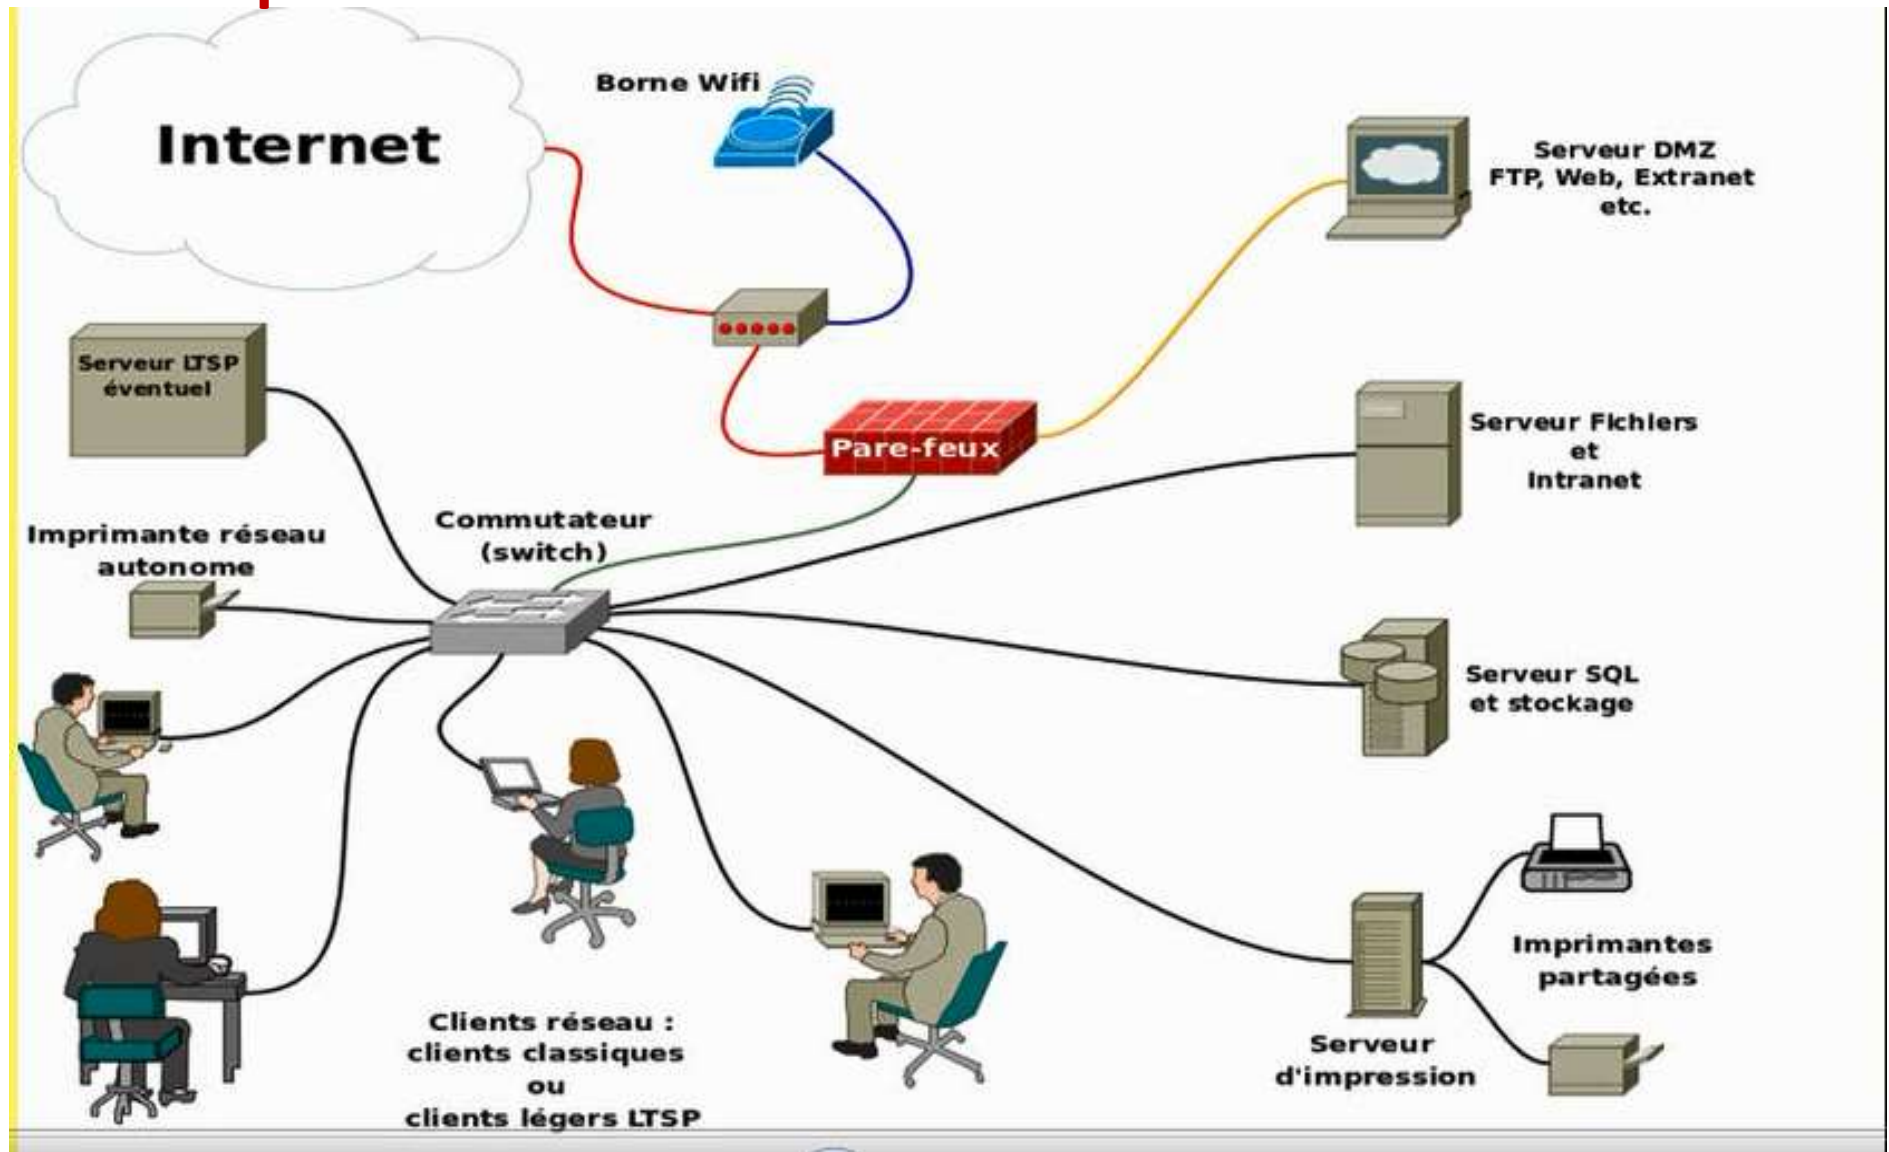 Internet
Borne Wifi
Serveur DMZ
FTP, Web, Extranet
etc.
Serveur LTSP
éventuel
Pare-feux
Serveur Fichiers
et
Intranet
Commutateur
(switch)
Imprimante réseau
autonome
Serveur SQL
et stockage
Imprimantes
partagées
Serveur
d'impression
Clients réseau :
clients classiques
ou
clients légers LTSP